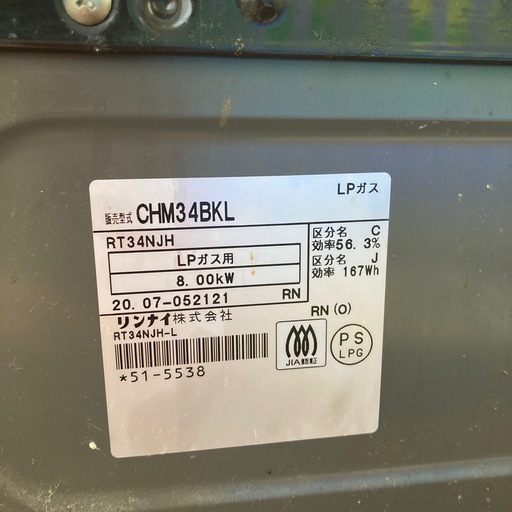 LPガス
販売型式 CHM34BKL
RT34NJH
LPガス用
8.00kW
20.07-052121 RN
区分名 C
効率56.3%
区分名 J
効率 167Wh
リンナイ株式会社
RN(O)
RT34NJH-L
*51-5538
JIA認証
PS
LPG